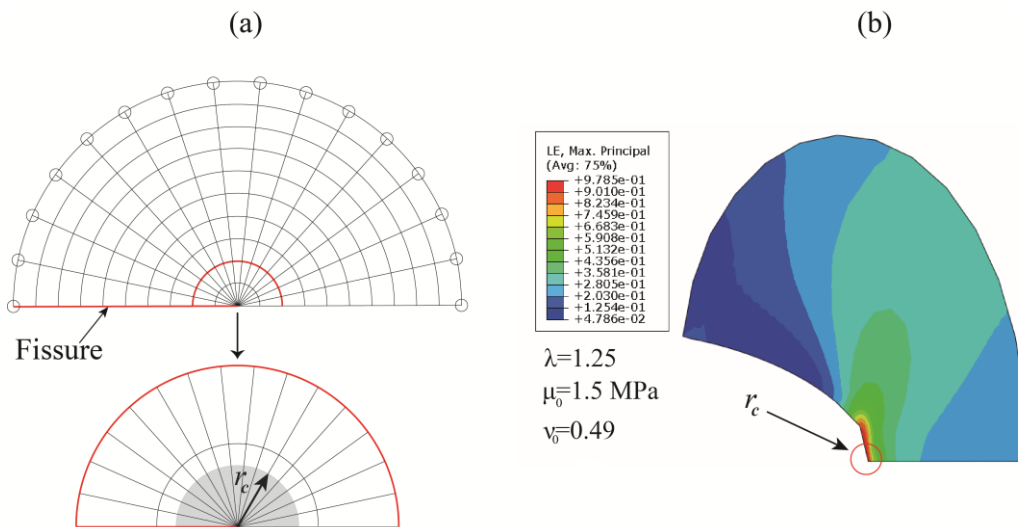 (a)
(b)
Fissure
r_c
LE, Max. Principal
(Avg: 75%)
+9.785e-01
+9.010e-01
+8.234e-01
+7.459e-01
+6.683e-01
+5.908e-01
+5.132e-01
+4.356e-01
+3.581e-01
+2.805e-01
+2.030e-01
+1.254e-01
+4.786e-02
λ=1.25
μ₀=1.5 MPa
ν₀=0.49
r_c